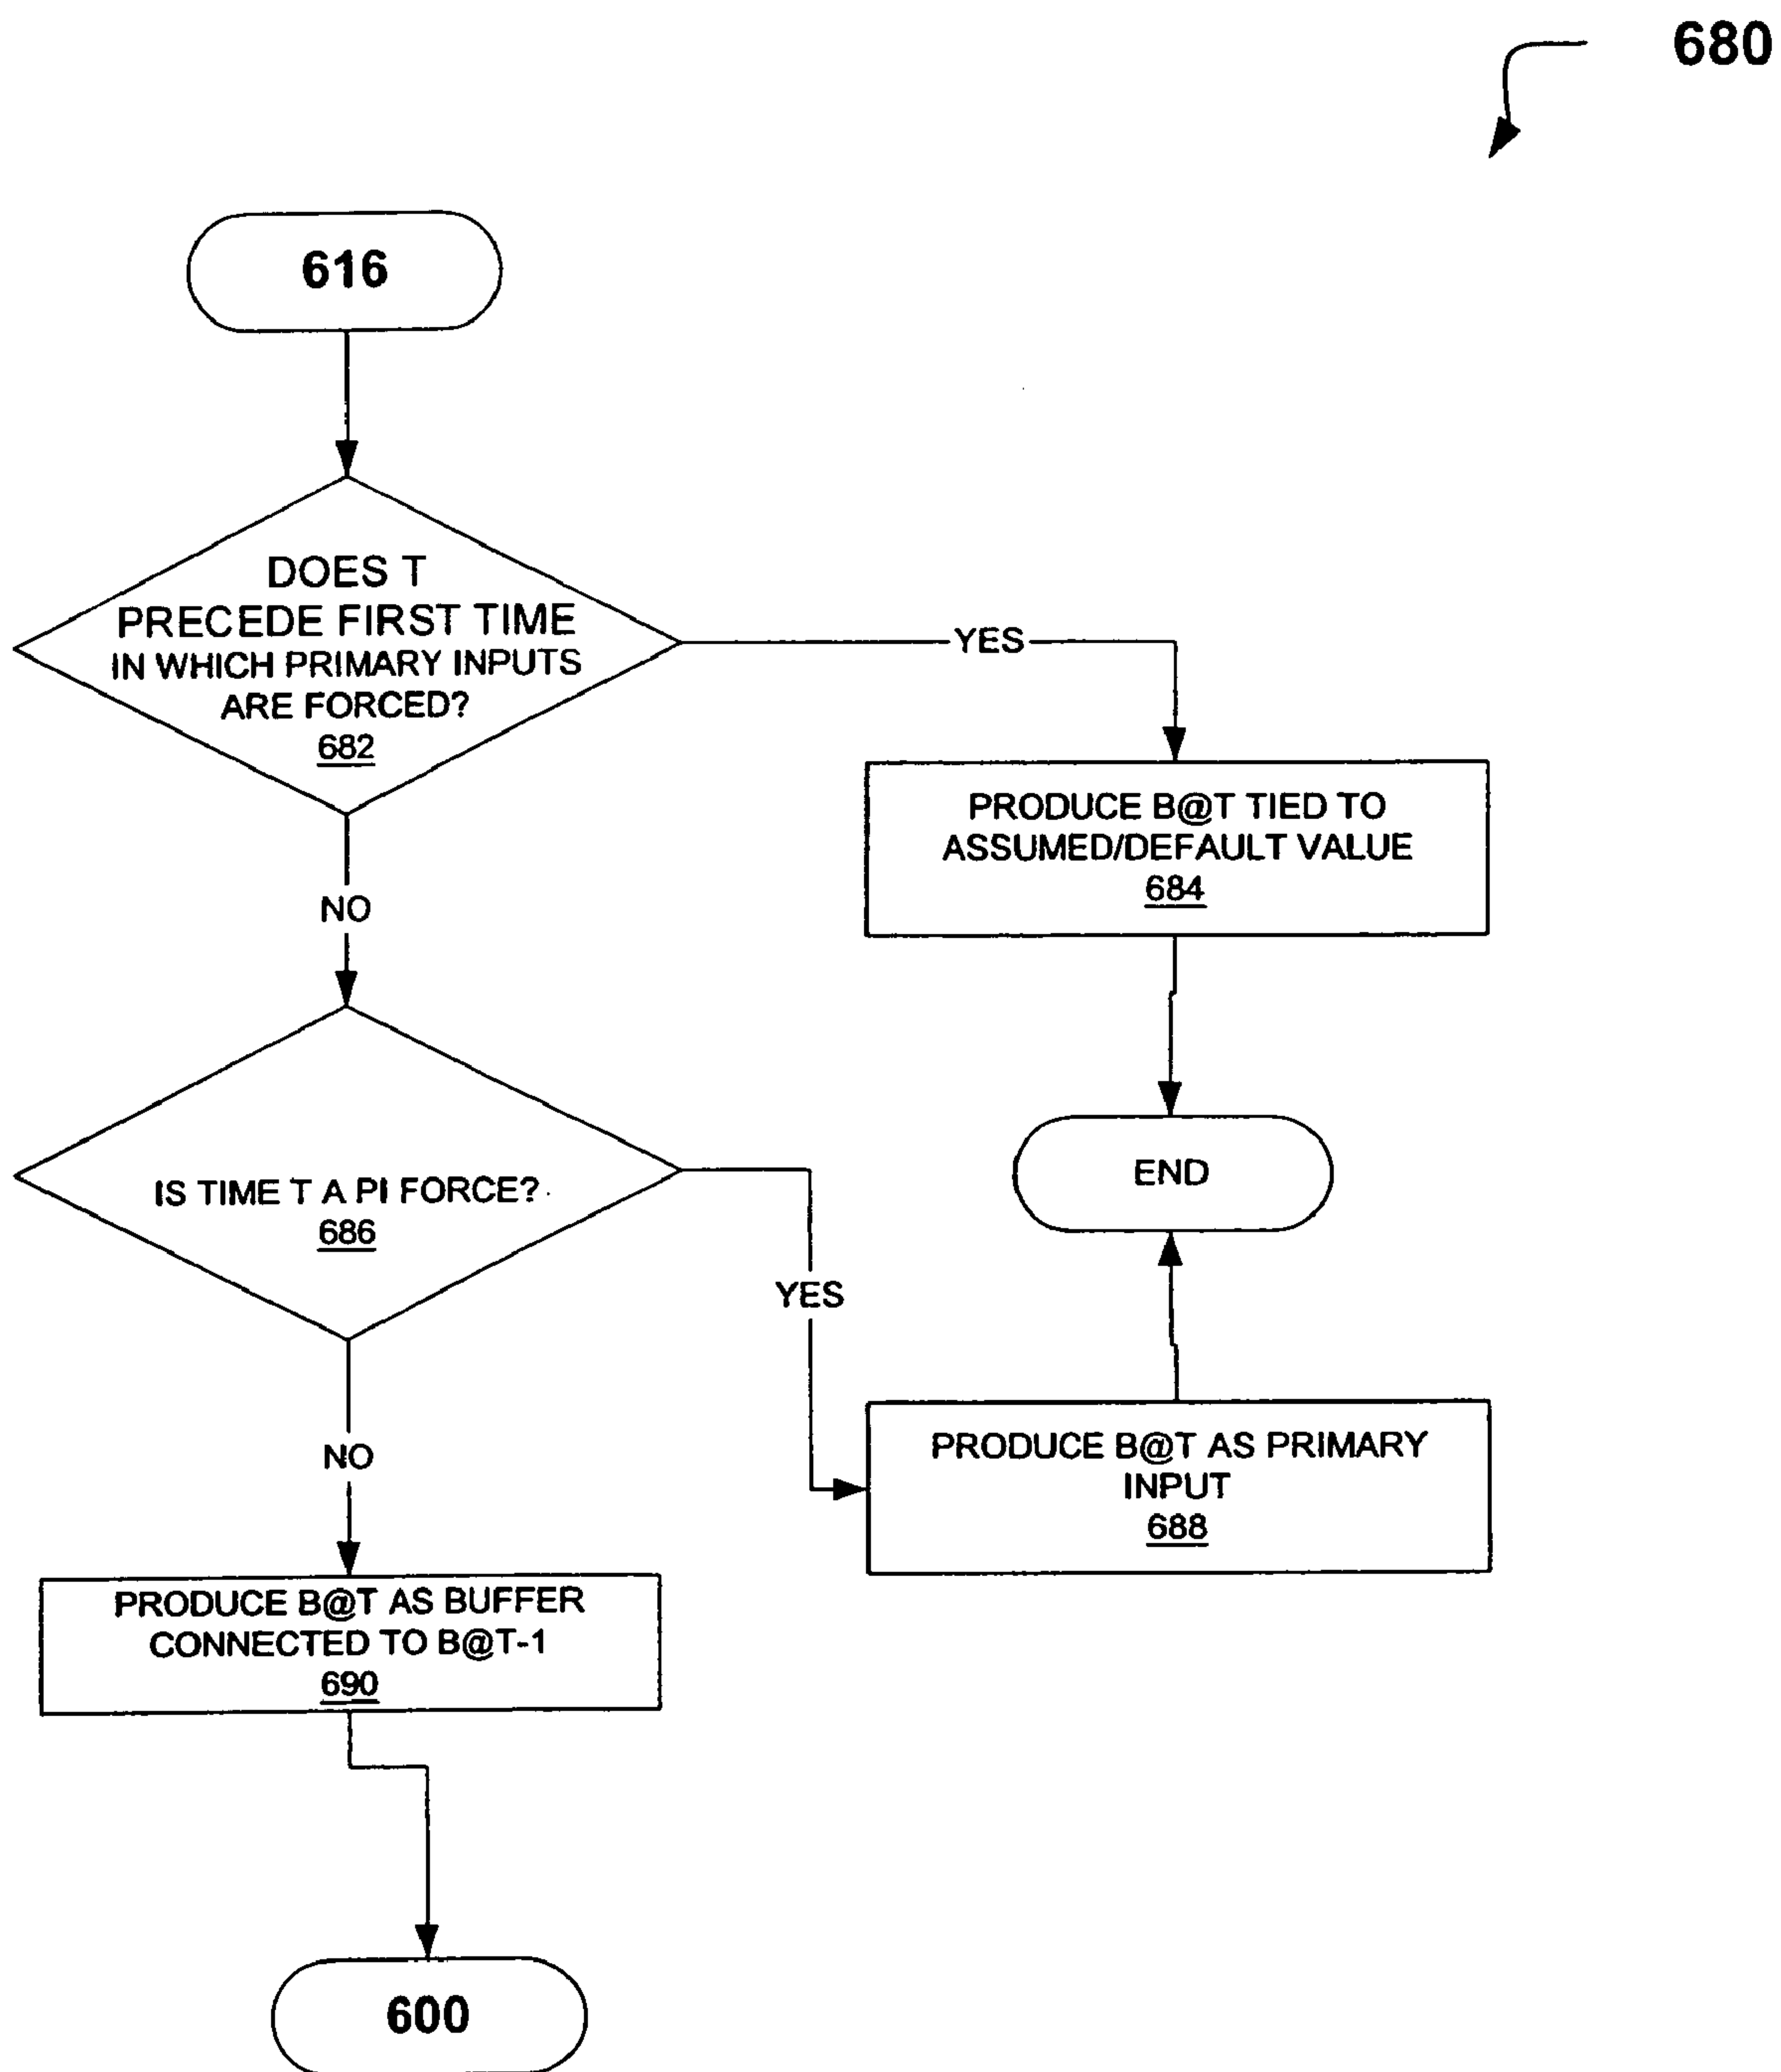 680
616
DOES T
PRECEDE FIRST TIME
IN WHICH PRIMARY INPUTS
ARE FORCED?
682
YES
PRODUCE B@T TIED TO
ASSUMED/DEFAULT VALUE
684
NO
END
IS TIME T A PI FORCE?
686
YES
PRODUCE B@T AS PRIMARY
INPUT
688
NO
PRODUCE B@T AS BUFFER
CONNECTED TO B@T-1
690
600